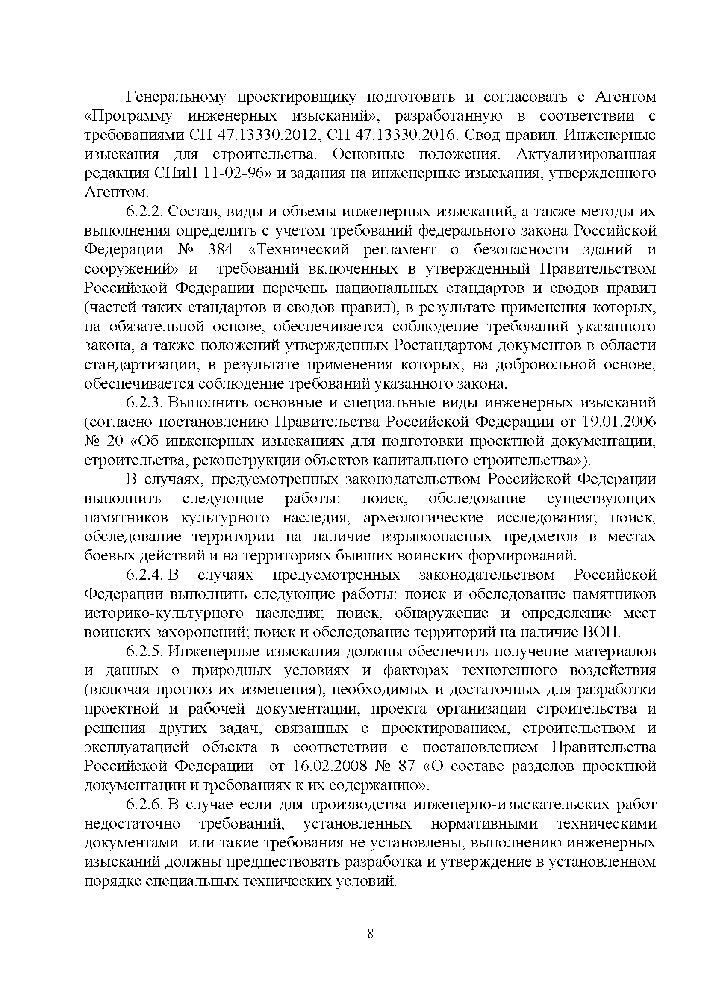 Генеральному проектировщику подготовить и согласовать с Агентом
«Программу инженерных изысканий», разработанную в соответствии с
требованиями СП 47.13330.2012, СП 47.13330.2016. Свод правил. Инженерные
изыскания для строительства. Основные положения. Актуализированная
редакция СНиП 11-02-96» и задания на инженерные изыскания, утвержденного
Агентом.
6.2.2. Состав, виды и объемы инженерных изысканий, а также методы их
выполнения определить с учетом требований федерального закона Российской
Федерации № 384 «Технический регламент о безопасности зданий и
сооружений» и требований включенных в утвержденный Правительством
Российской Федерации перечень национальных стандартов и сводов правил
(частей таких стандартов и сводов правил), в результате применения которых,
на обязательной основе, обеспечивается соблюдение требований указанного
закона, а также положений утвержденных Ростандартом документов в области
стандартизации, в результате применения которых, на добровольной основе,
обеспечивается соблюдение требований указанного закона.
6.2.3. Выполнить основные и специальные виды инженерных изысканий
(согласно постановлению Правительства Российской Федерации от 19.01.2006
№ 20 «Об инженерных изысканиях для подготовки проектной документации,
строительства, реконструкции объектов капитального строительства»).
В случаях, предусмотренных законодательством Российской Федерации
выполнить следующие работы: поиск, обследование существующих
памятников культурного наследия, археологические исследования; поиск,
обследование территории на наличие взрывоопасных предметов в местах
боевых действий и на территориях бывших воинских формирований.
6.2.4. В случаях предусмотренных законодательством Российской
Федерации выполнить следующие работы: поиск и обследование памятников
историко-культурного наследия; поиск, обнаружение и определение мест
воинских захоронений; поиск и обследование территорий на наличие ВОП.
6.2.5. Инженерные изыскания должны обеспечить получение материалов
и данных о природных условиях и факторах техногенного воздействия
(включая прогноз их изменения), необходимых и достаточных для разработки
проектной и рабочей документации, проекта организации строительства и
решения других задач, связанных с проектированием, строительством и
эксплуатацией объекта в соответствии с постановлением Правительства
Российской Федерации от 16.02.2008 № 87 «О составе разделов проектной
документации и требованиях к их содержанию».
6.2.6. В случае если для производства инженерно-изыскательских работ
недостаточно требований, установленных нормативными техническими
документами или такие требования не установлены, выполнению инженерных
изысканий должны предшествовать разработка и утверждение в установленном
порядке специальных технических условий.
8